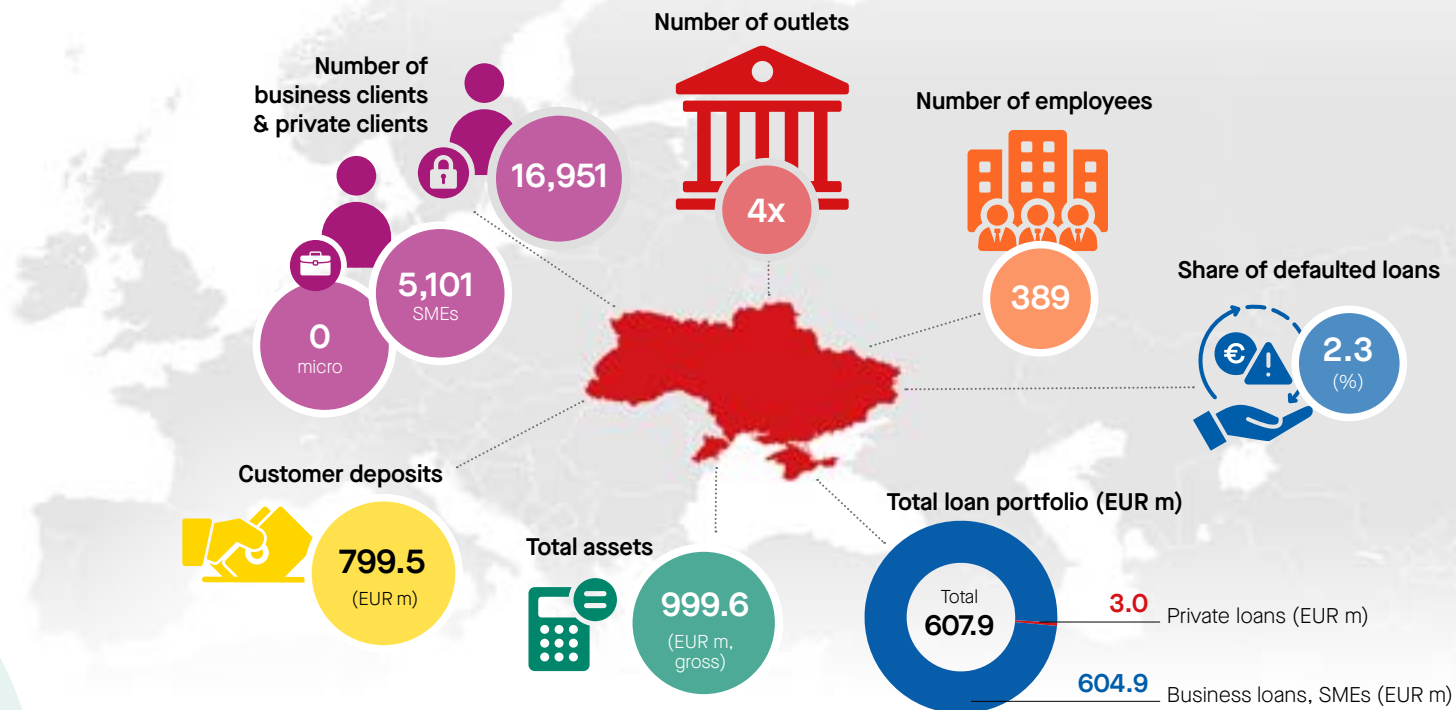 Number of outlets
Number of
business clients
& private clients
16,951
5,101
SMEs
0
micro
4x
Number of employees
389
Share of defaulted loans
2.3
(%)
Customer deposits
799.5
(EUR m)
Total assets
999.6
(EUR m,
gross)
Total loan portfolio (EUR m)
Total
607.9
3.0
Private loans (EUR m)
604.9
Business loans, SMEs (EUR m)